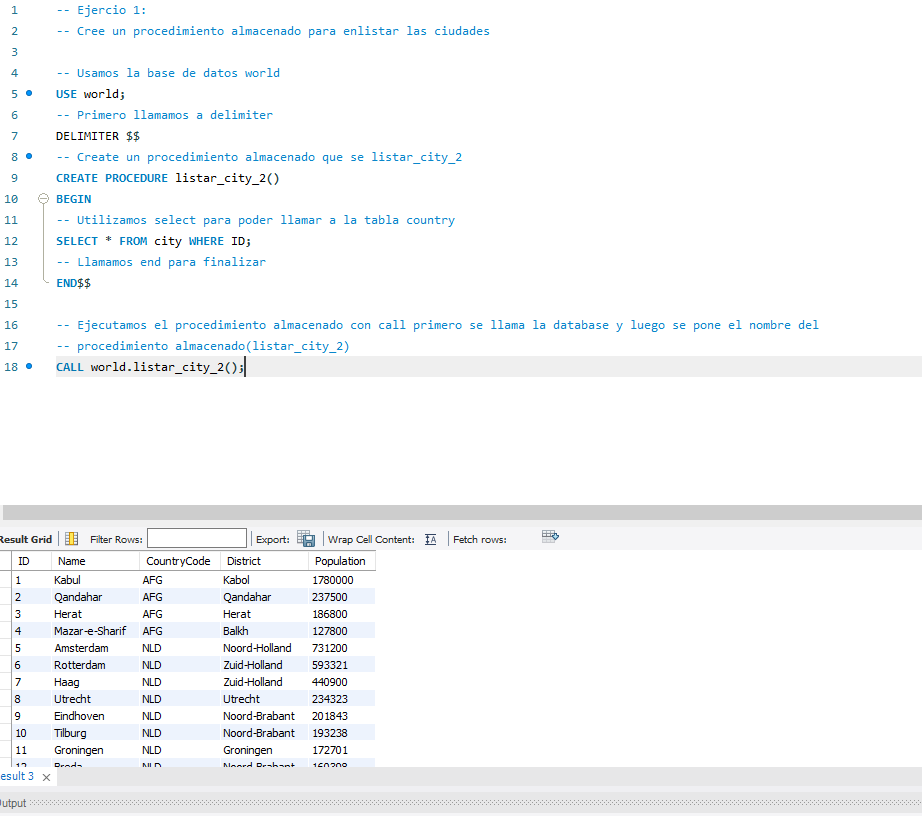 1 -- Ejercio 1:
2 -- Cree un procedimiento almacenado para enlistar las ciudades
3
4 -- Usamos la base de datos world
5 USE world;
6 -- Primero llamamos a delimiter
7 DELIMITER $$
8 -- Create un procedimiento almacenado que se listar_city_2
9 CREATE PROCEDURE listar_city_2()
10 BEGIN
11 -- Utilizamos select para poder llamar a la tabla country
12 SELECT * FROM city WHERE ID;
13 -- Llamamos end para finalizar
14 END$$
15
16 -- Ejecutamos el procedimiento almacenado con call primero se llama la database y luego se pone el nombre del
17 -- procedimiento almacenado(listar_city_2)
18 CALL world.listar_city_2();
Result Grid Filter Rows: Export: Wrap Cell Content: IA Fetch rows:
ID Name CountryCode District Population
1 Kabul AFG Kabol 1780000
2 Qandahar AFG Qandahar 237500
3 Herat AFG Herat 186800
4 Mazar-e-Sharif AFG Balkh 127800
5 Amsterdam NLD Noord-Holland 731200
6 Rotterdam NLD Zuid-Holland 593321
7 Haag NLD Zuid-Holland 440900
8 Utrecht NLD Utrecht 234323
9 Eindhoven NLD Noord-Brabant 201843
10 Tilburg NLD Noord-Brabant 193238
11 Groningen NLD Groningen 172701
12 Breda NLD Noord-Brabant 160398
esult 3
utput